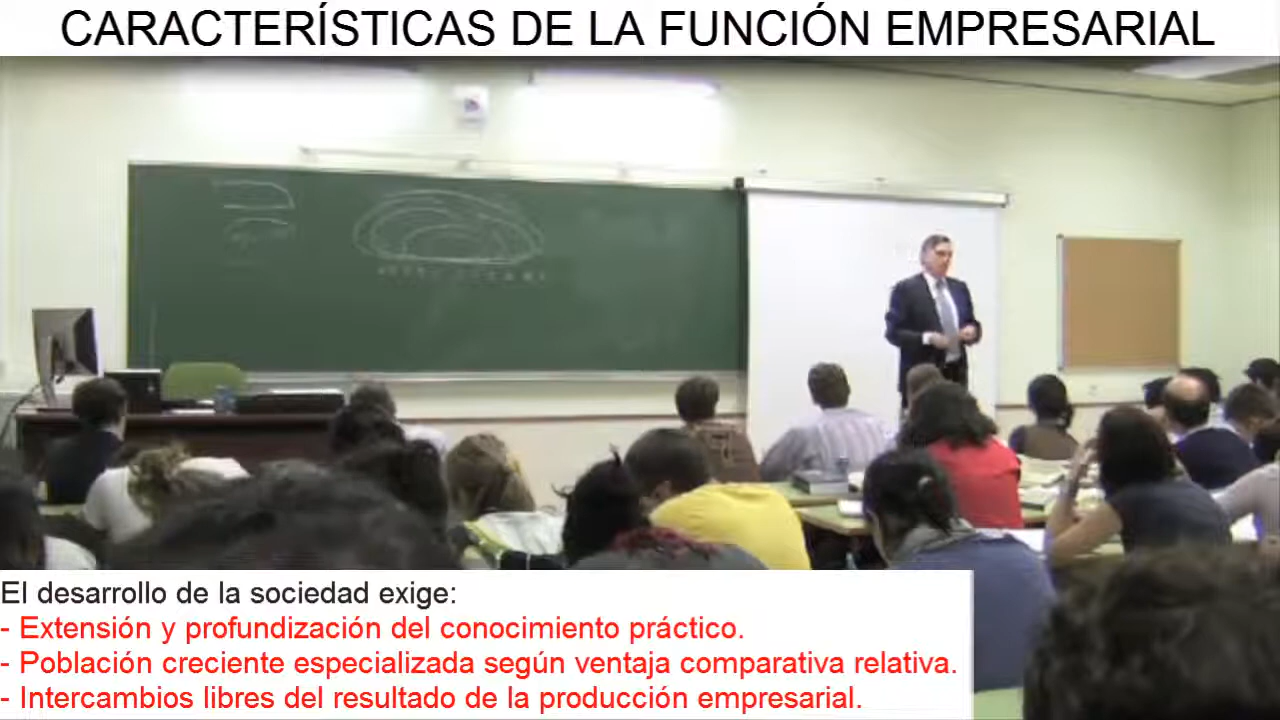 CARACTERÍSTICAS DE LA FUNCIÓN EMPRESARIAL
El desarrollo de la sociedad exige:
- Extensión y profundización del conocimiento práctico.
- Población creciente especializada según ventaja comparativa relativa.
- Intercambios libres del resultado de la producción empresarial.